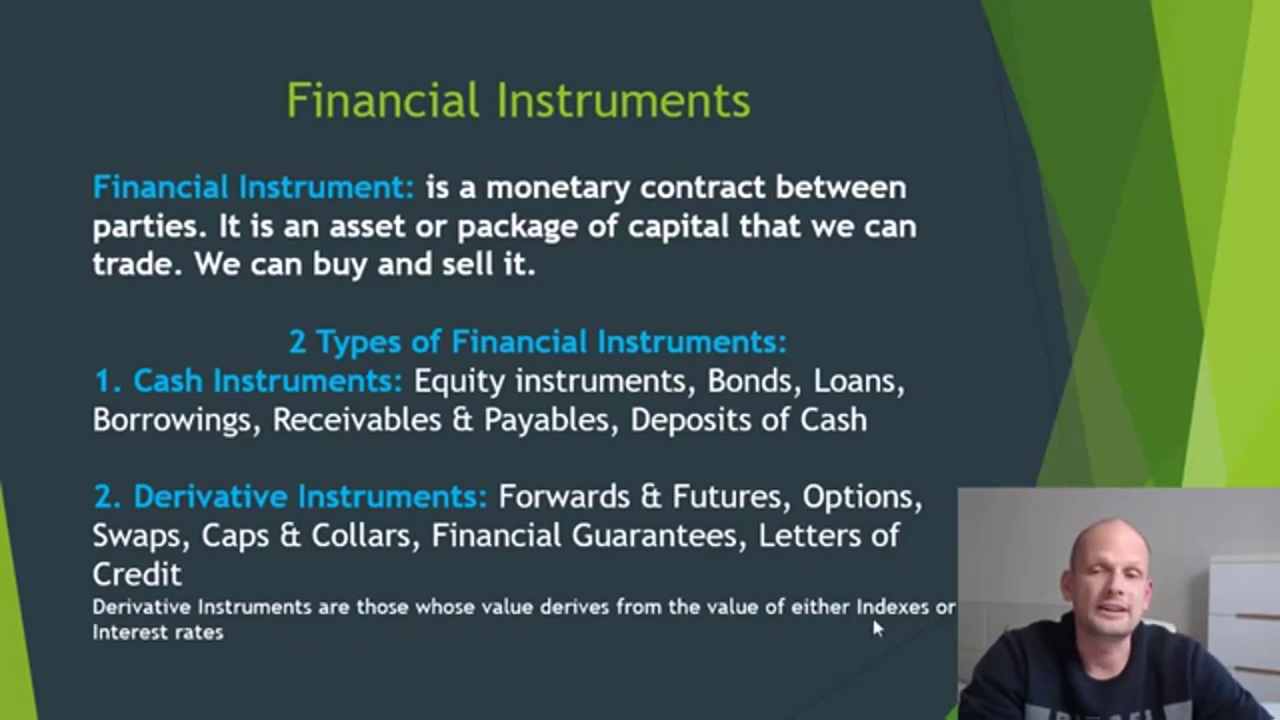 Financial Instruments
Financial Instrument: is a monetary contract between
parties. It is an asset or package of capital that we can
trade. We can buy and sell it.
2 Types of Financial Instruments:
1. Cash Instruments: Equity instruments, Bonds, Loans,
Borrowings, Receivables & Payables, Deposits of Cash
2. Derivative Instruments: Forwards & Futures, Options,
Swaps, Caps & Collars, Financial Guarantees, Letters of
Credit
Derivative Instruments are those whose value derives from the value of either Indexes or
Interest rates